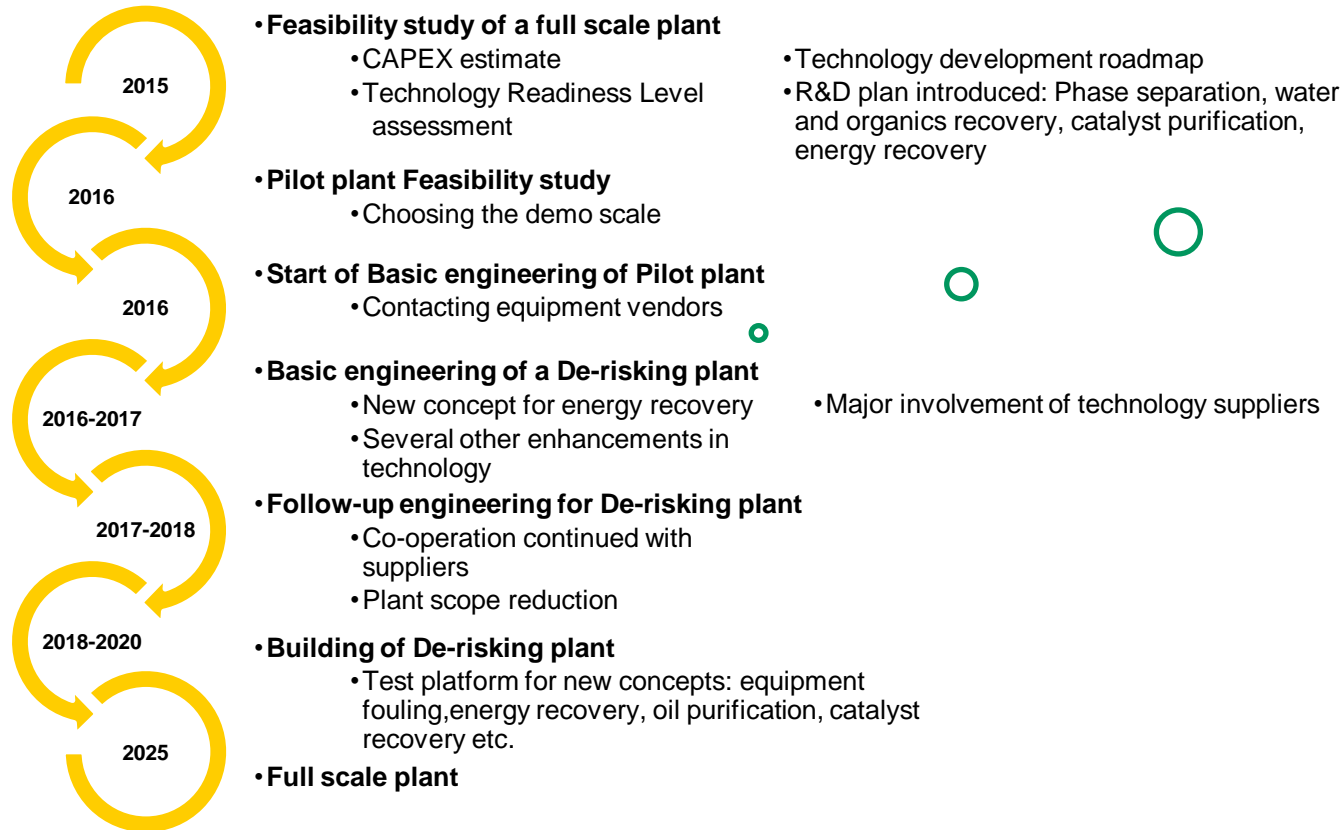 •Feasibility study of a full scale plant
2015
•CAPEX estimate
•Technology Readiness Level
assessment
•Technology development roadmap
•R&D plan introduced: Phase separation, water
and organics recovery, catalyst purification,
energy recovery
2016
•Pilot plant Feasibility study
•Choosing the demo scale
2016
•Start of Basic engineering of Pilot plant
•Contacting equipment vendors
2016-2017
•Basic engineering of a De-risking plant
•New concept for energy recovery
•Several other enhancements in
technology
•Major involvement of technology suppliers
2017-2018
•Follow-up engineering for De-risking plant
•Co-operation continued with
suppliers
•Plant scope reduction
2018-2020
•Building of De-risking plant
•Test platform for new concepts: equipment
fouling,energy recovery, oil purification, catalyst
recovery etc.
2025
•Full scale plant